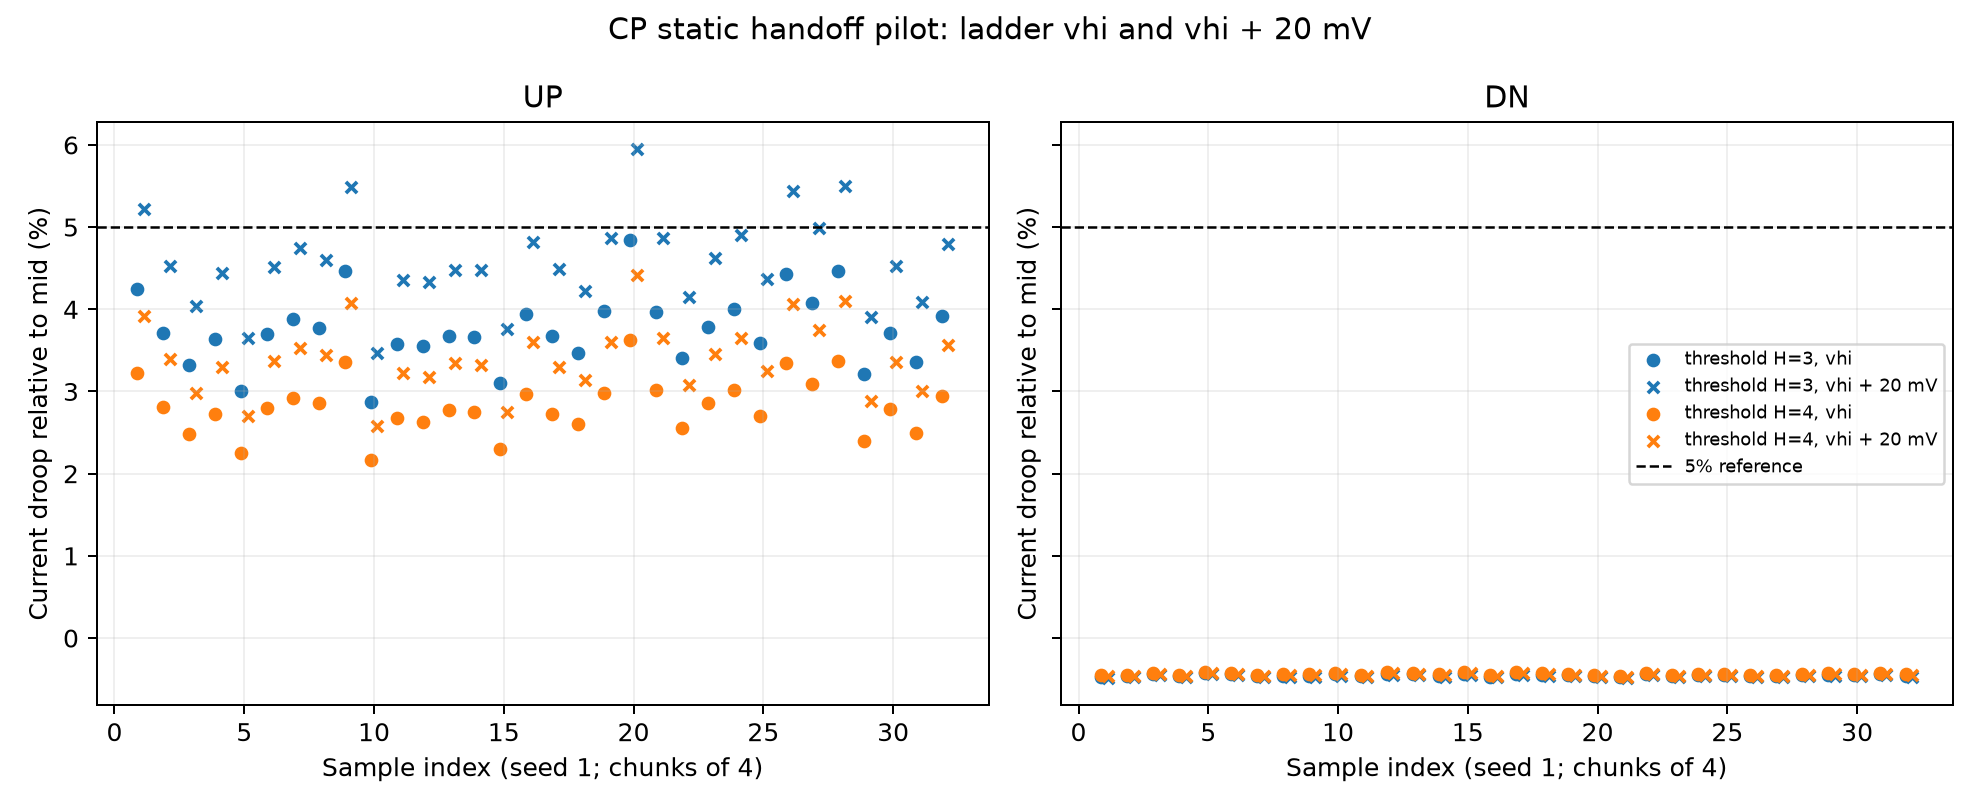 CP static handoff pilot: ladder vhi and vhi + 20 mV
UP
Current droop relative to mid (%)
6
5
4
3
2
1
0
0 5 10 15 20 25 30
Sample index (seed 1; chunks of 4)
DN
Current droop relative to mid (%)
threshold H=3, vhi
threshold H=3, vhi + 20 mV
threshold H=4, vhi
threshold H=4, vhi + 20 mV
5% reference
0 5 10 15 20 25 30
Sample index (seed 1; chunks of 4)